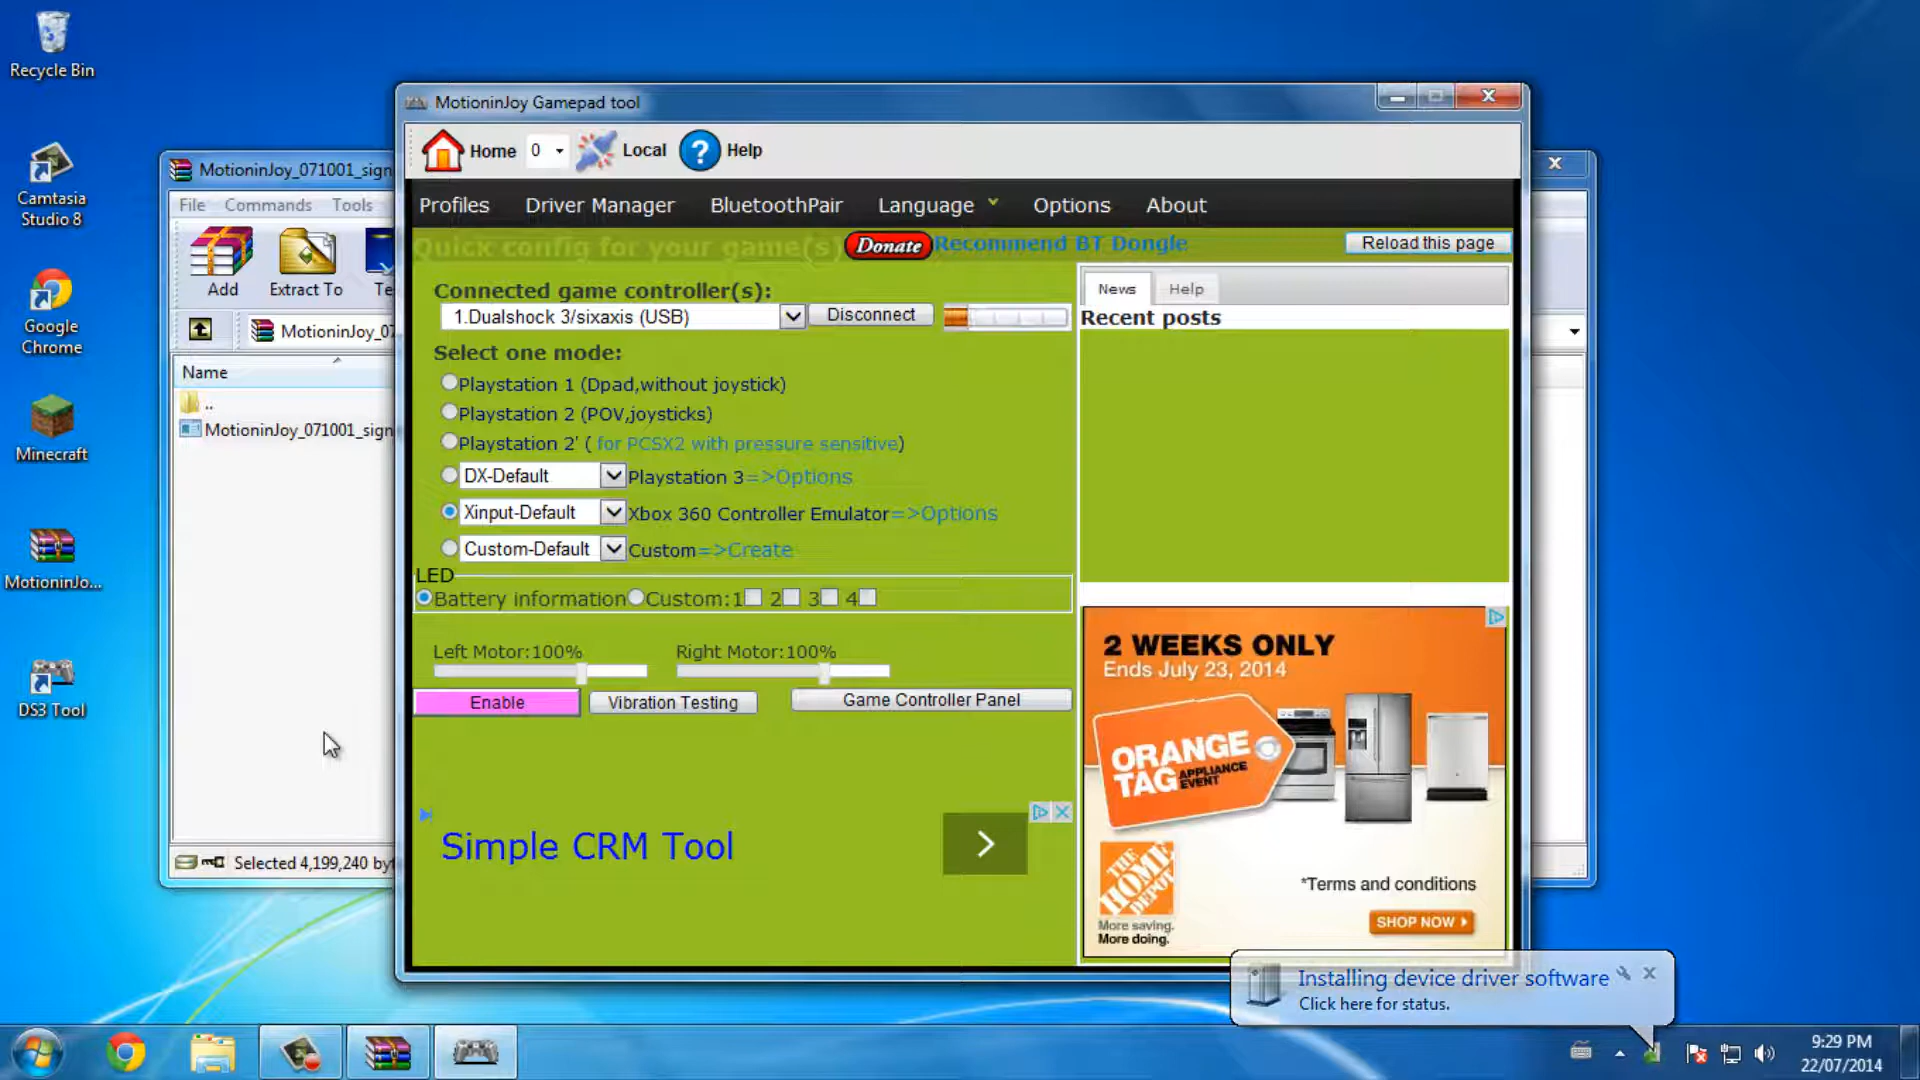 Recycle Bin
Camtasia
Studio 8
Google
Chrome
Minecraft
MotioninJo...
DS3 Tool
MotioninJoy_071001_sign
File Commands Tools
Add Extract To Te
MotioninJoy_07
Name
..
MotioninJoy_071001_sign
Selected 4,199,240 byt
MotioninJoy Gamepad tool
Home 0 Local ? Help
Profiles Driver Manager BluetoothPair Language Options About
Quick config for your game(s) Donate Recommend BT Dongle Reload this page
Connected game controller(s):
1.Dualshock 3/sixaxis (USB) Disconnect
Select one mode:
Playstation 1 (Dpad,without joystick)
Playstation 2 (POV,joysticks)
Playstation 2' ( for PCSX2 with pressure sensitive)
DX-Default Playstation 3=>Options
Xinput-Default Xbox 360 Controller Emulator=>Options
Custom-Default Custom=>Create
LED
Battery information Custom:1 2 3 4
Left Motor:100% Right Motor:100%
Enable Vibration Testing Game Controller Panel
Simple CRM Tool
News Help
Recent posts
2 WEEKS ONLY
Ends July 23, 2014
ORANGE
TAG APPLIANCE
EVENT
THE
HOME
DEPOT
More saving.
More doing.
*Terms and conditions
SHOP NOW
Installing device driver software
Click here for status.
9:29 PM
22/07/2014